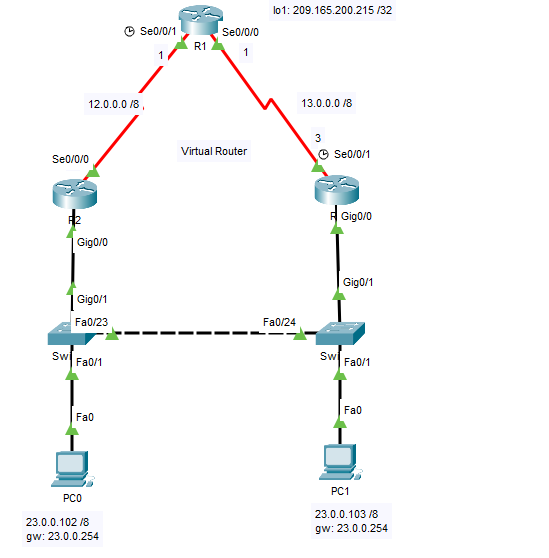 lo1: 209.165.200.215 /32
Se0/0/1
Se0/0/0
R1
1
1
12.0.0.0 /8
13.0.0.0 /8
3
Virtual Router
Se0/0/0
Se0/0/1
R2
R
Gig0/0
Gig0/0
Gig0/1
Gig0/1
Fa0/23
Fa0/24
Sw
Sw
Fa0/1
Fa0/1
Fa0
Fa0
PC0
PC1
23.0.0.102 /8
gw: 23.0.0.254
23.0.0.103 /8
gw: 23.0.0.254